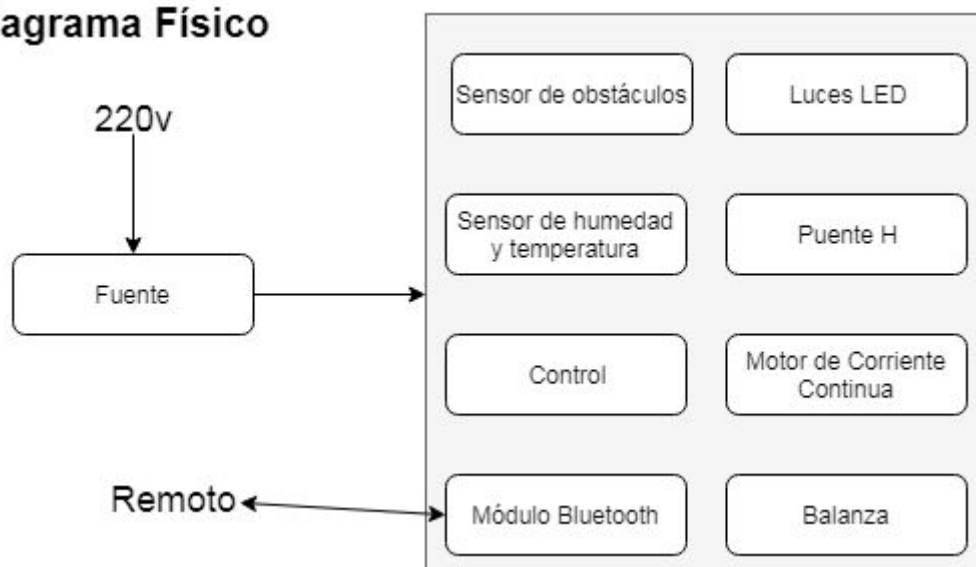 agrama Físico
220v
Fuente
Remoto
Sensor de obstáculos
Luces LED
Sensor de humedad
y temperatura
Puente H
Control
Motor de Corriente
Continua
Módulo Bluetooth
Balanza